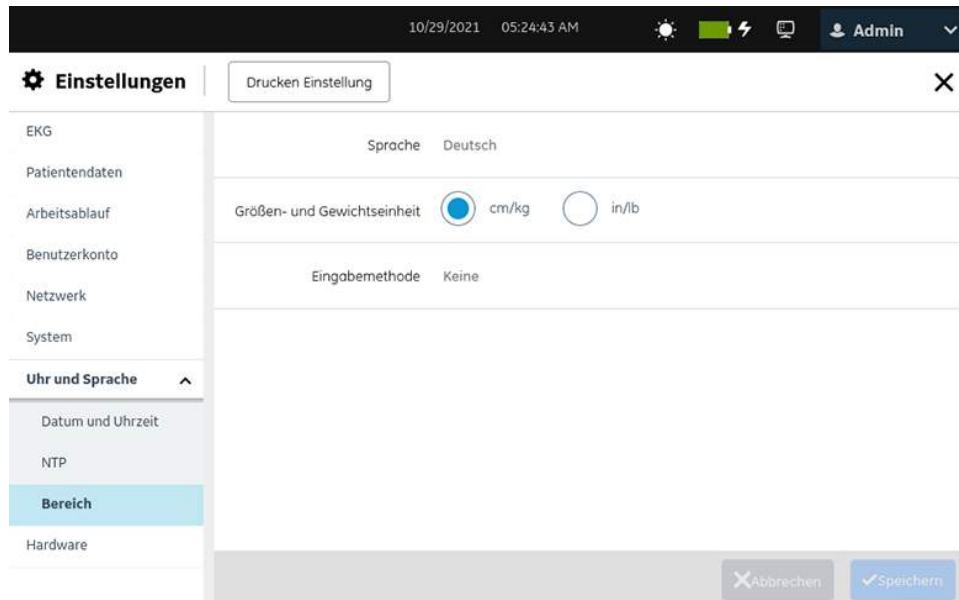 10/29/2021 05:24:43 AM Admin
Einstellungen Drucken Einstellung
EKG
Patientendaten
Arbeitsablauf
Benutzerkonto
Netzwerk
System
Uhr und Sprache
Datum und Uhrzeit
NTP
Bereich
Hardware
Sprache Deutsch
Größen- und Gewichtseinheit cm/kg in/lb
Eingabemethode Keine
Abbrechen Speichern